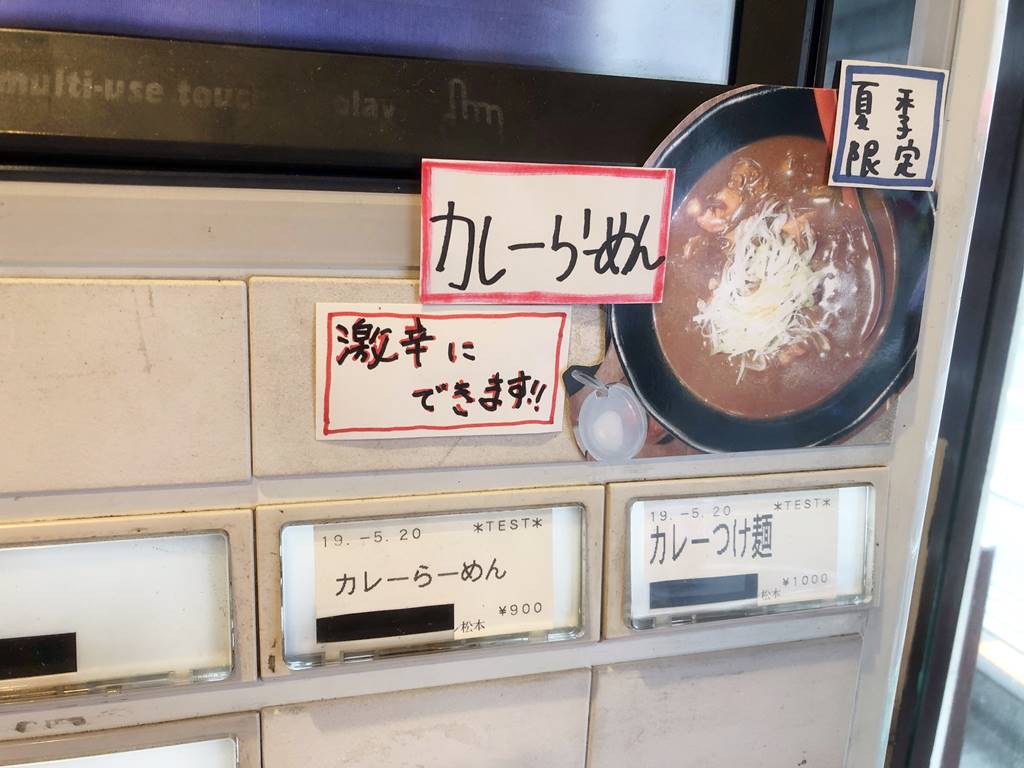 multi-use touc play
夏季
限定
カレーらーめん
激辛に
できます!!
19.-5.20 *TEST*
カレーらーめん
¥900
松本
19.-5.20 *TEST*
カレーつけ麺
¥1000
松本